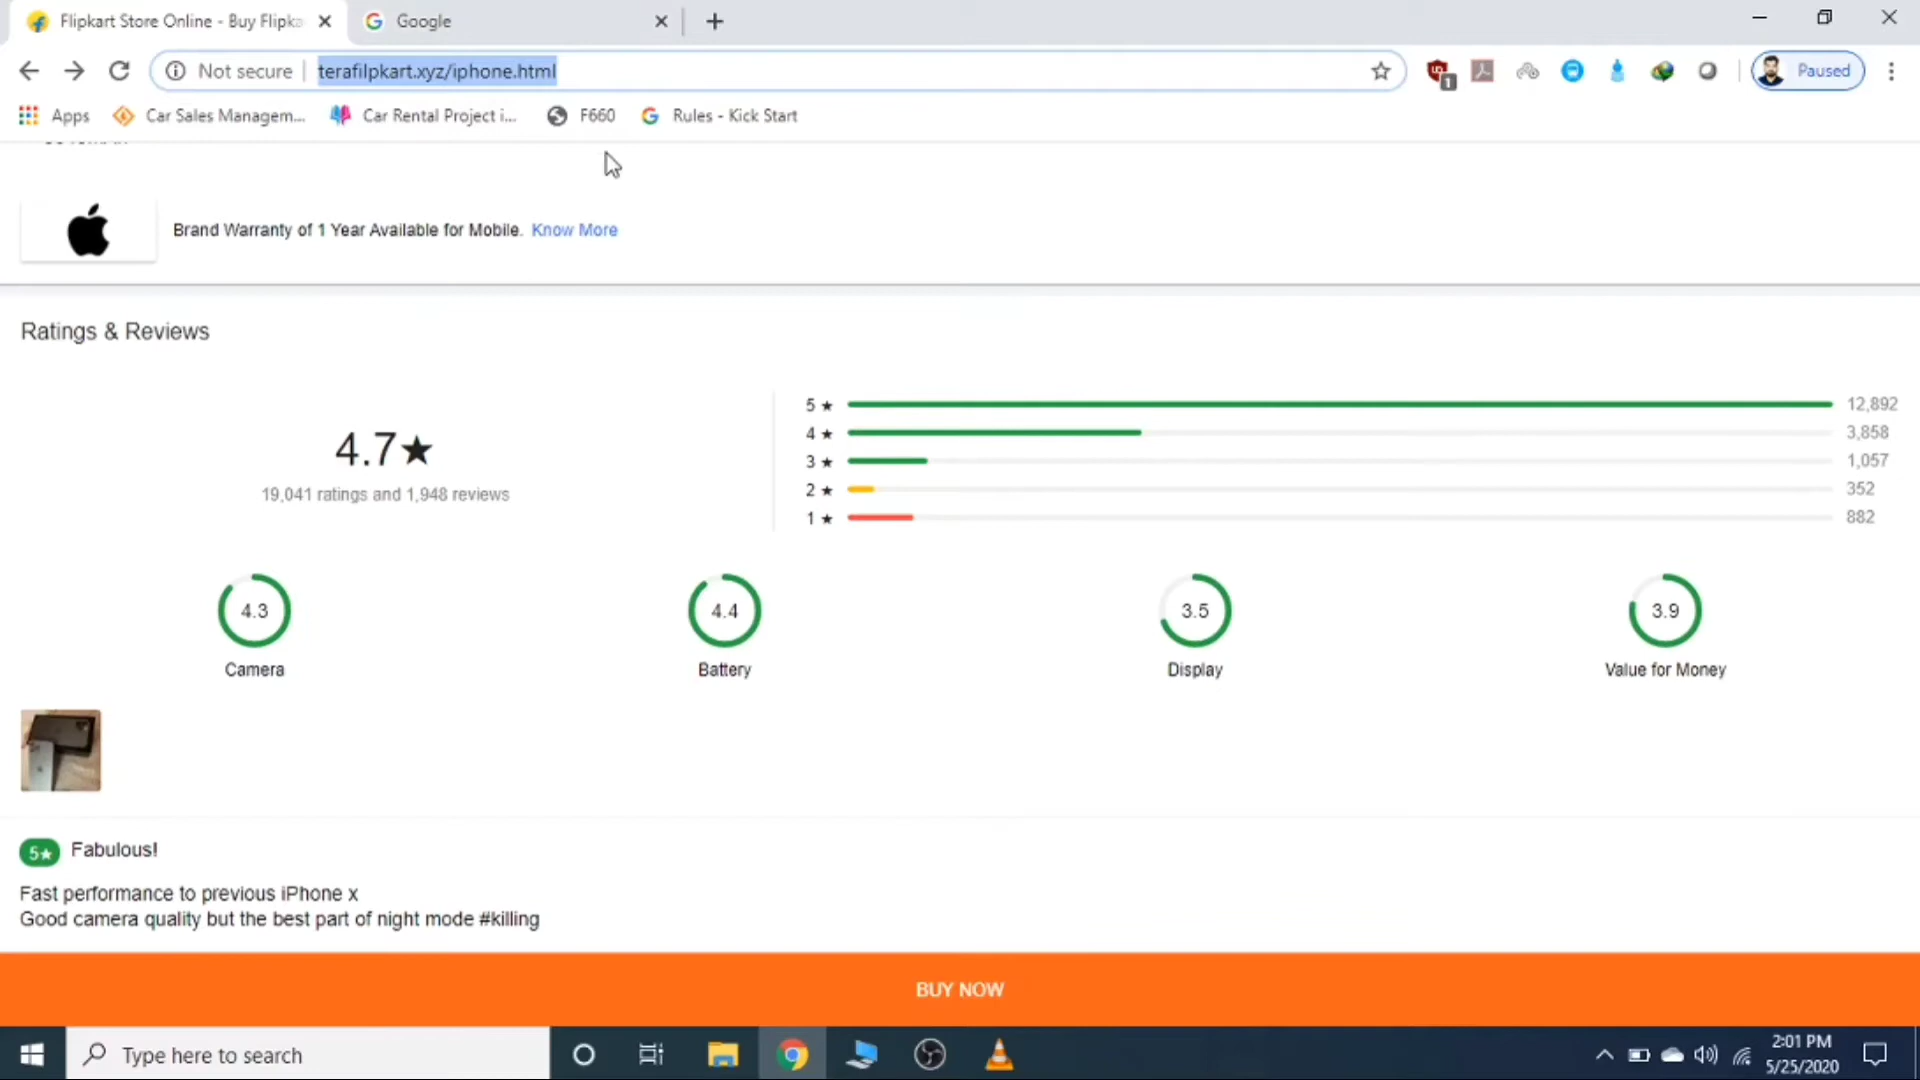 Flipkart Store Online - Buy Flipka
Google
Not secure
terafilpkart.xyz/iphone.html
1
Paused
Apps
Car Sales Managem...
Car Rental Project i...
F660
Rules - Kick Start
Brand Warranty of 1 Year Available for Mobile. Know More
Ratings & Reviews
4.7★
19,041 ratings and 1,948 reviews
5 ★ 12,892
4 ★ 3,858
3 ★ 1,057
2 ★ 352
1 ★ 882
4.3
Camera
4.4
Battery
3.5
Display
3.9
Value for Money
5★ Fabulous!
Fast performance to previous iPhone x
Good camera quality but the best part of night mode #killing
BUY NOW
Type here to search
2:01 PM
5/25/2020